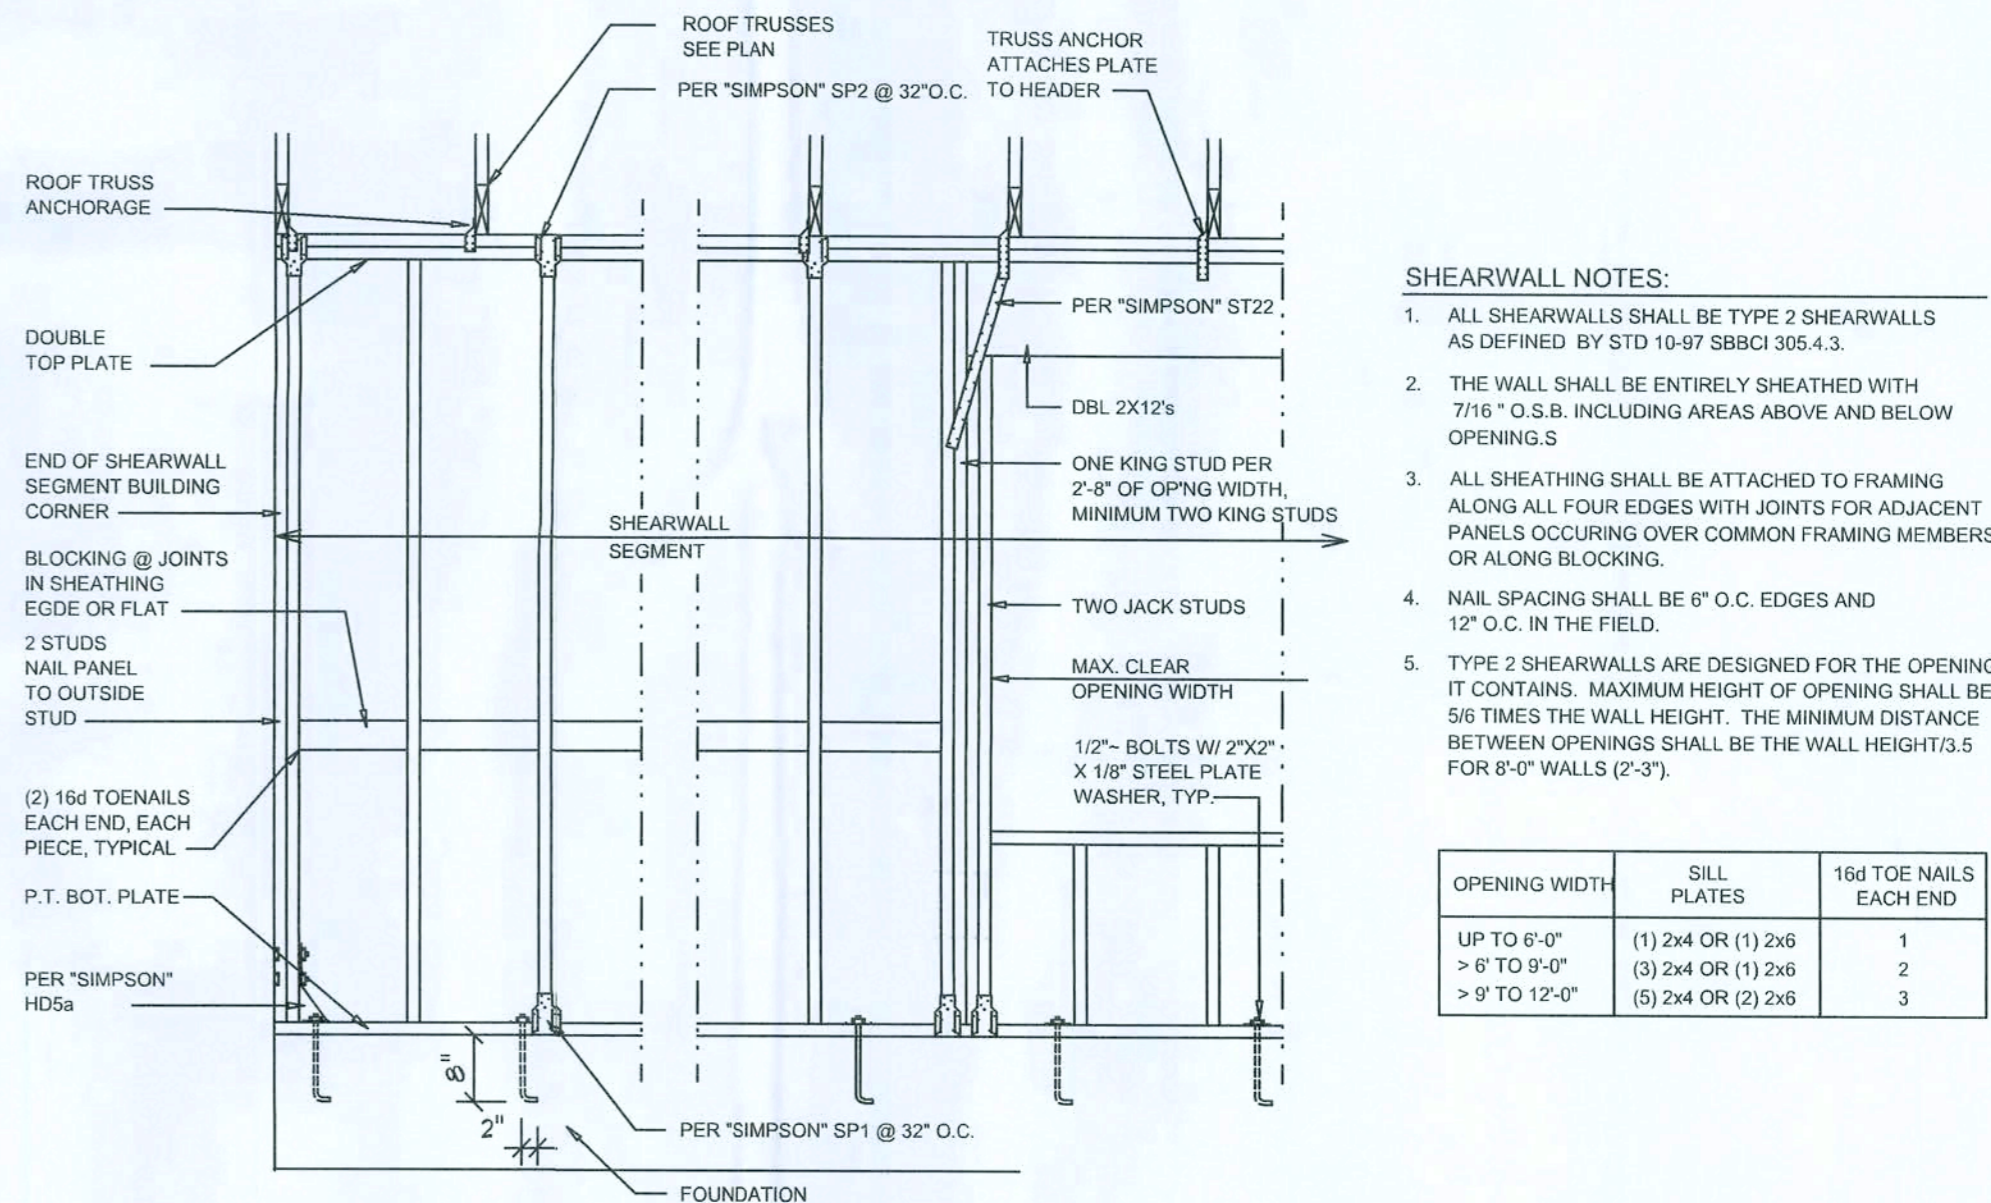 ROOF TRUSSES
SEE PLAN
PER "SIMPSON" SP2 @ 32"O.C.
TRUSS ANCHOR
ATTACHES PLATE
TO HEADER
ROOF TRUSS
ANCHORAGE
DOUBLE
TOP PLATE
END OF SHEARWALL
SEGMENT BUILDING
CORNER
BLOCKING @ JOINTS
IN SHEATHING
EGDE OR FLAT
2 STUDS
NAIL PANEL
TO OUTSIDE
STUD
(2) 16d TOENAILS
EACH END, EACH
PIECE, TYPICAL
P.T. BOT. PLATE
PER "SIMPSON"
HD5a
SHEARWALL
SEGMENT
PER "SIMPSON" ST22
DBL 2X12's
ONE KING STUD PER
2'-8" OF OP'NG WIDTH,
MINIMUM TWO KING STUDS
TWO JACK STUDS
MAX. CLEAR
OPENING WIDTH
1/2"~ BOLTS W/ 2"X2"
X 1/8" STEEL PLATE
WASHER, TYP.
8"
2"
PER "SIMPSON" SP1 @ 32" O.C.
FOUNDATION
SHEARWALL NOTES:
1. ALL SHEARWALLS SHALL BE TYPE 2 SHEARWALLS
AS DEFINED BY STD 10-97 SBBCI 305.4.3.
2. THE WALL SHALL BE ENTIRELY SHEATHED WITH
7/16 " O.S.B. INCLUDING AREAS ABOVE AND BELOW
OPENING.S
3. ALL SHEATHING SHALL BE ATTACHED TO FRAMING
ALONG ALL FOUR EDGES WITH JOINTS FOR ADJACENT
PANELS OCCURING OVER COMMON FRAMING MEMBERS
OR ALONG BLOCKING.
4. NAIL SPACING SHALL BE 6" O.C. EDGES AND
12" O.C. IN THE FIELD.
5. TYPE 2 SHEARWALLS ARE DESIGNED FOR THE OPENING
IT CONTAINS. MAXIMUM HEIGHT OF OPENING SHALL BE
5/6 TIMES THE WALL HEIGHT. THE MINIMUM DISTANCE
BETWEEN OPENINGS SHALL BE THE WALL HEIGHT/3.5
FOR 8'-0" WALLS (2'-3").
OPENING WIDTH SILL PLATES 16d TOE NAILS EACH END
UP TO 6'-0" (1) 2x4 OR (1) 2x6 1
> 6' TO 9'-0" (3) 2x4 OR (1) 2x6 2
> 9' TO 12'-0" (5) 2x4 OR (2) 2x6 3